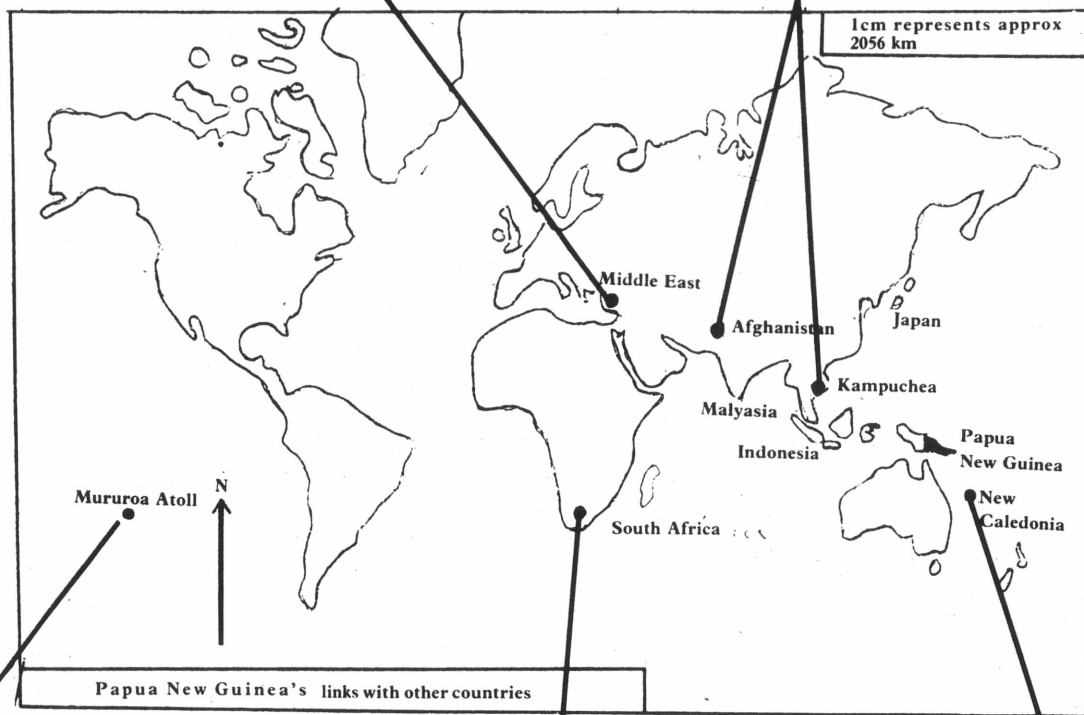 1cm represents approx
2056 km
Middle East
Afghanistan
Japan
Kampuchea
Malyasia
Indonesia
Papua
New Guinea
Mururoa Atoll
N
New
Caledonia
South Africa
Papua New Guinea's links with other countries